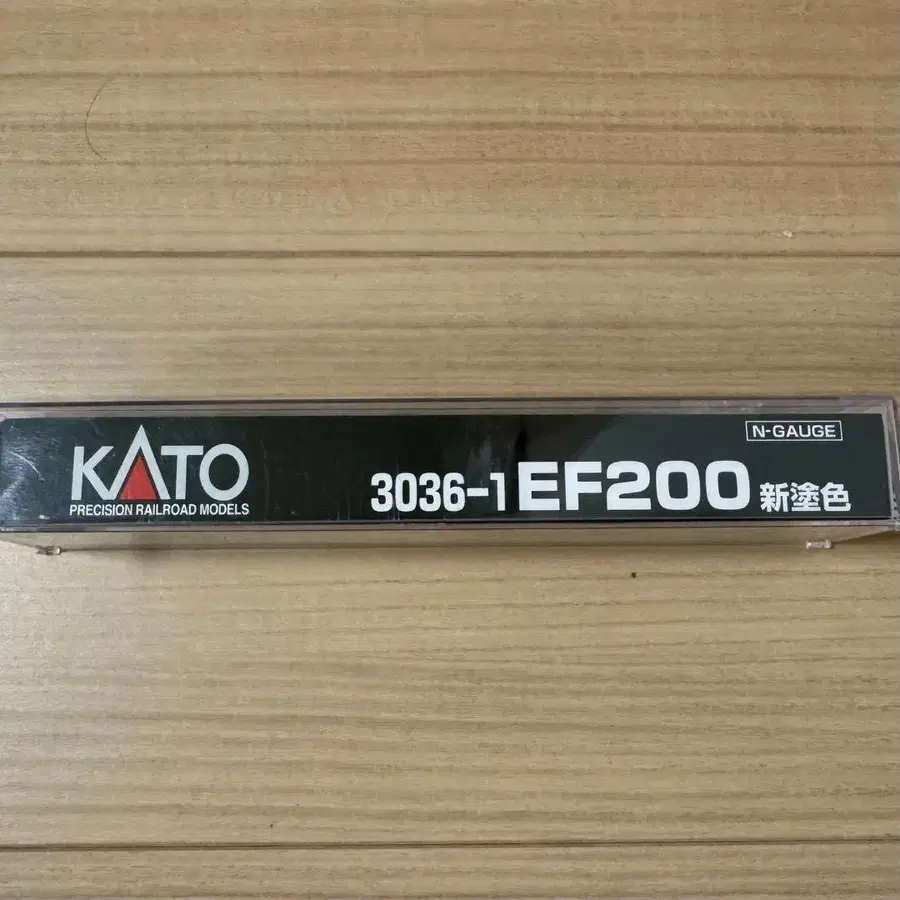 KATO
PRECISION RAILROAD MODELS
N-GAUGE
3036-1 EF200 新塗色